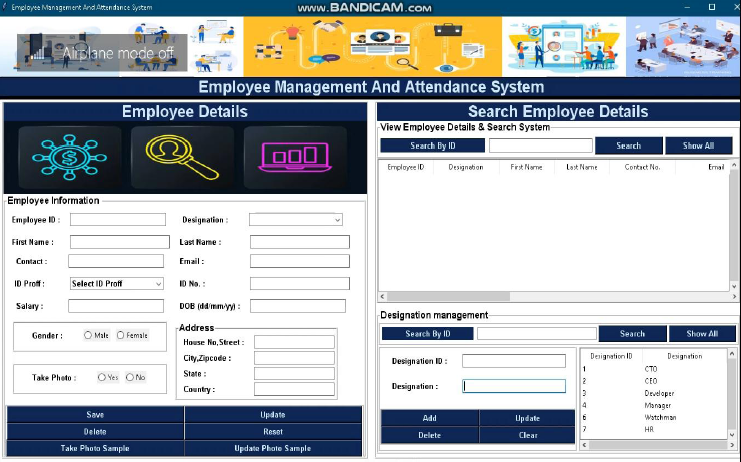 Employee Management And Attendance System
www.BANDICAM.com
Airplane mode off
Employee Management And Attendance System
Employee Details
Employee Information
Employee ID :
Designation :
First Name :
Last Name :
Contact :
Email :
ID Proff :
Select ID Proff
ID No. :
Salary :
DOB (dd/mm/yy) :
Gender :
Male
Female
Take Photo :
Yes
No
Address
House No,Street :
City,Zipcode :
State :
Country :
Save
Update
Delete
Reset
Take Photo Sample
Update Photo Sample
Search Employee Details
View Employee Details & Search System
Search By ID
Search
Show All
Employee ID
Designation
First Name
Last Name
Contact No.
Email
Designation management
Search By ID
Search
Show All
Designation ID :
Designation :
Add
Update
Delete
Clear
Designation ID
Designation
1 CTO
2 CEO
3 Developer
4 Manager
6 Watchman
7 HR